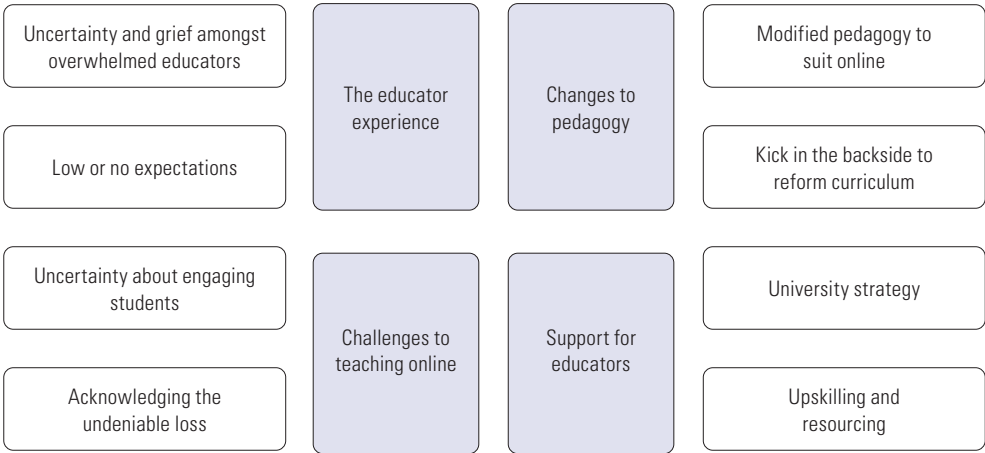 Uncertainty and grief amongst
overwhelmed educators
Low or no expectations
The educator
experience
Changes to
pedagogy
Modified pedagogy to
suit online
Kick in the backside to
reform curriculum
Uncertainty about engaging
students
Acknowledging the
undeniable loss
Challenges to
teaching online
Support for
educators
University strategy
Upskilling and
resourcing